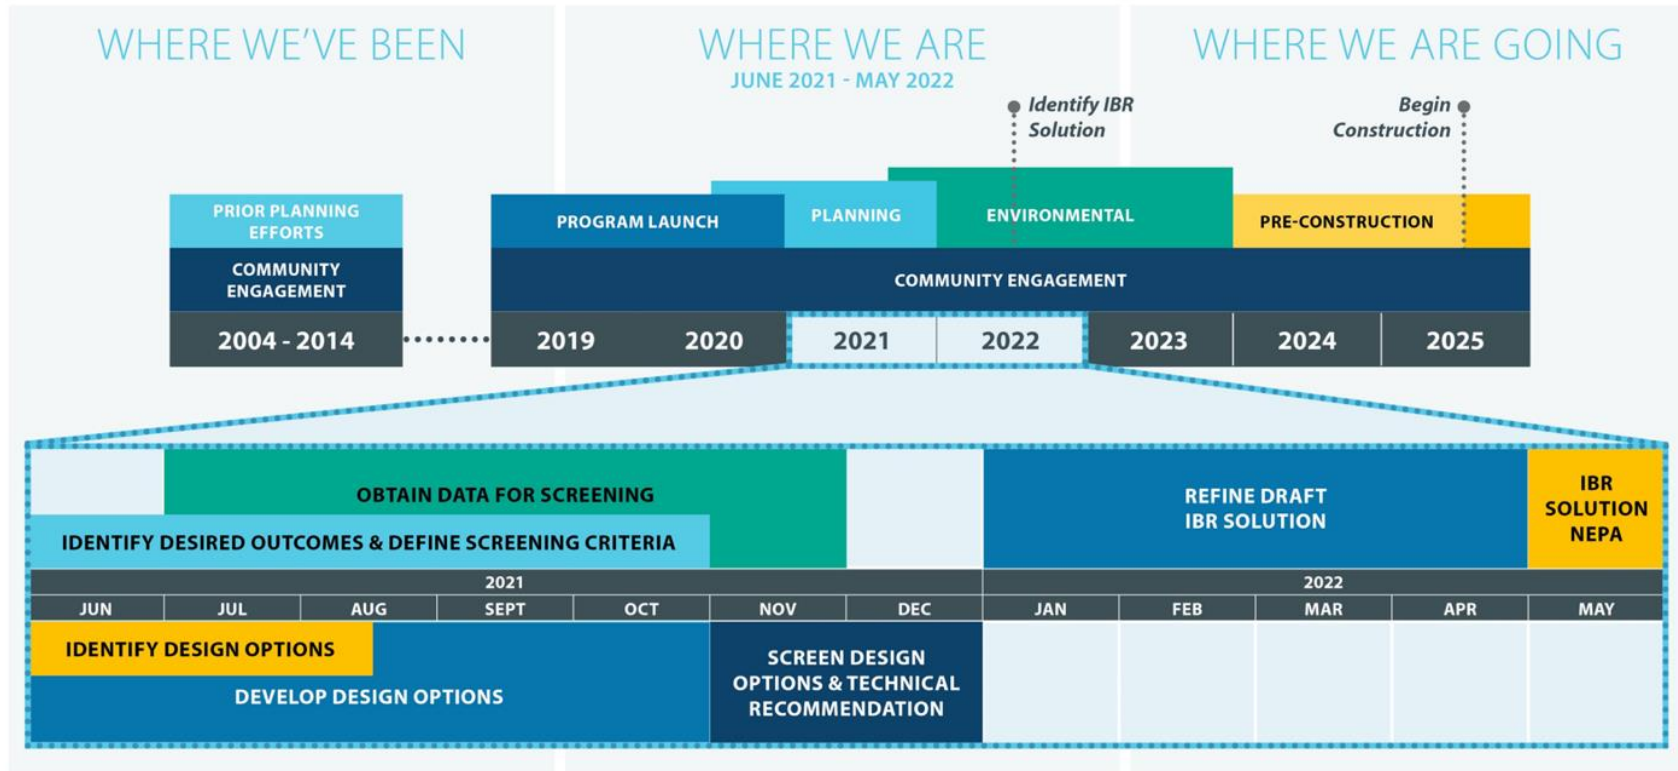 WHERE WE'VE BEEN
WHERE WE ARE
JUNE 2021 - MAY 2022
WHERE WE ARE GOING
Identify IBR
Solution
Begin
Construction
PRIOR PLANNING
EFFORTS
PROGRAM LAUNCH
PLANNING
ENVIRONMENTAL
PRE-CONSTRUCTION
COMMUNITY
ENGAGEMENT
COMMUNITY ENGAGEMENT
2004 - 2014
2019
2020
2021
2022
2023
2024
2025
OBTAIN DATA FOR SCREENING
IDENTIFY DESIRED OUTCOMES & DEFINE SCREENING CRITERIA
REFINE DRAFT
IBR SOLUTION
IBR
SOLUTION
NEPA
2021
2022
JUN
JUL
AUG
SEPT
OCT
NOV
DEC
JAN
FEB
MAR
APR
MAY
IDENTIFY DESIGN OPTIONS
DEVELOP DESIGN OPTIONS
SCREEN DESIGN
OPTIONS & TECHNICAL
RECOMMENDATION